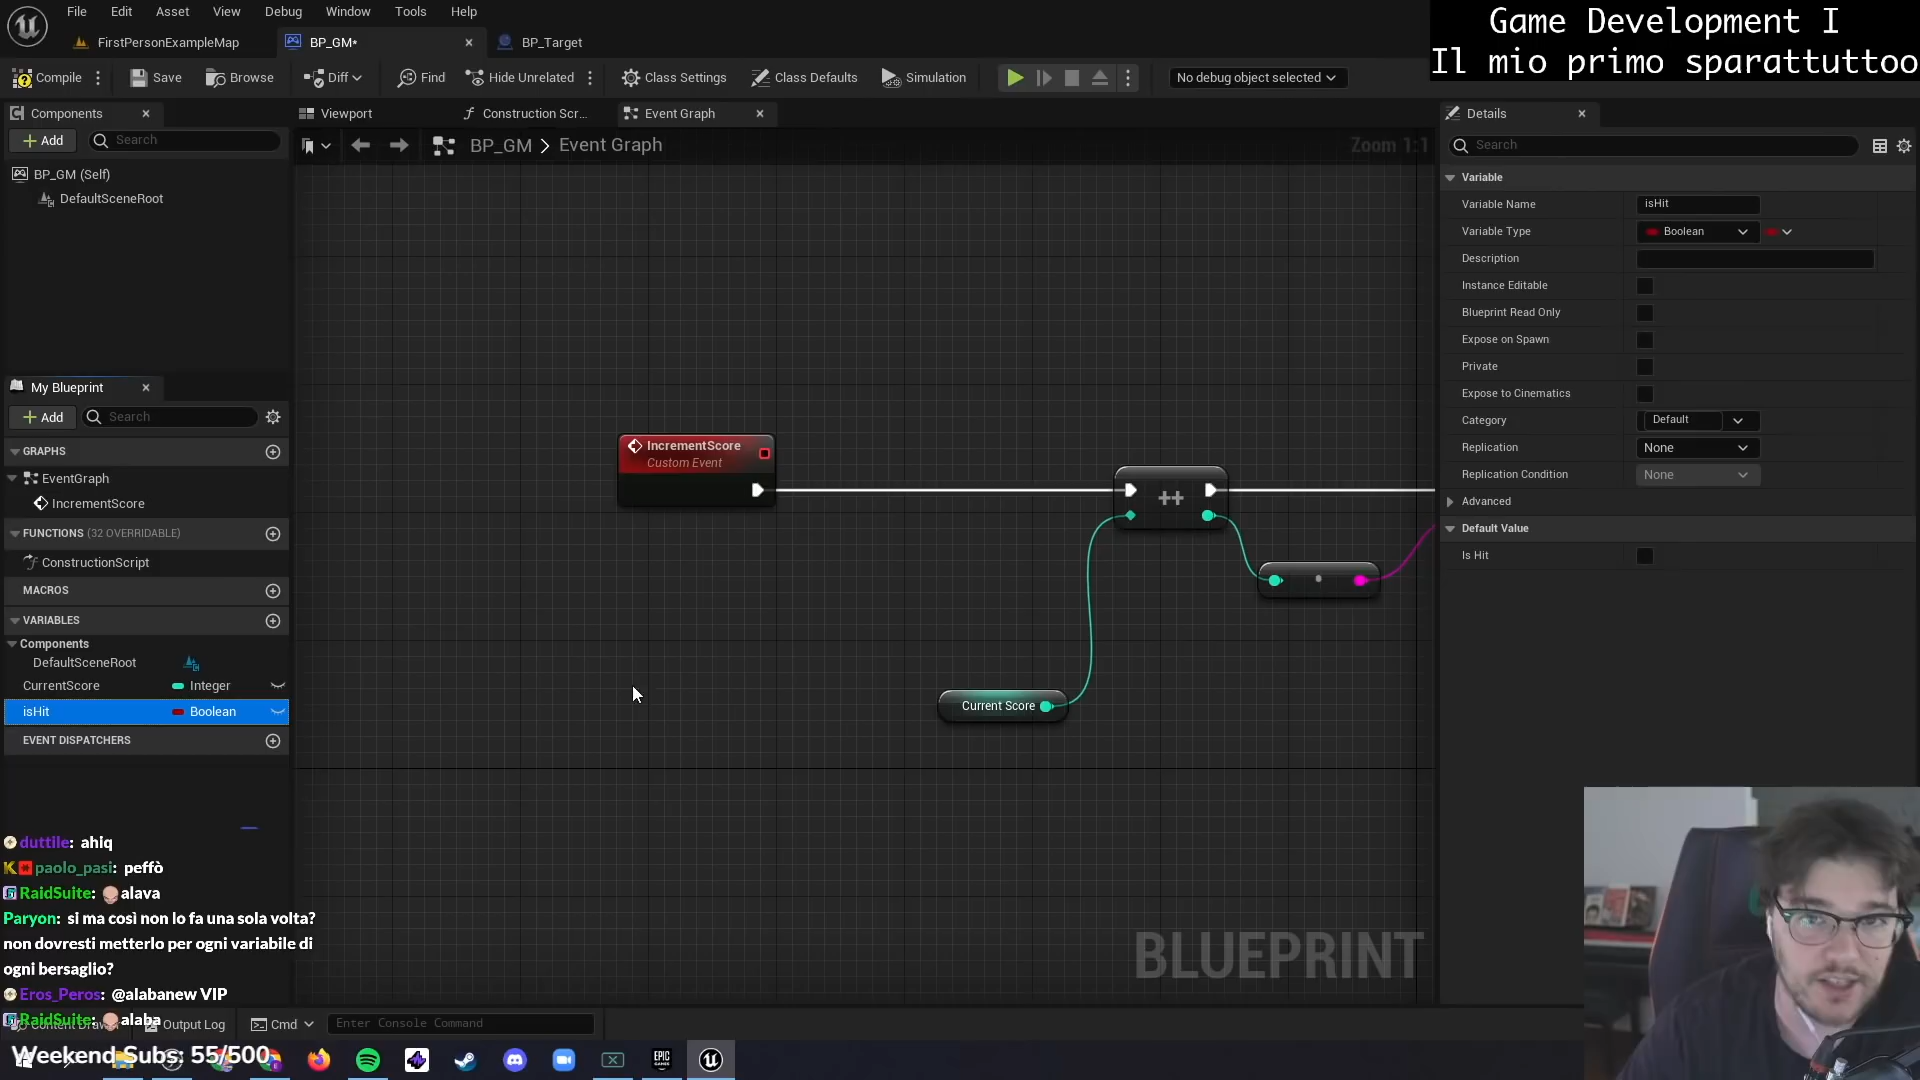 File Edit Asset View Debug Window Tools Help
Game Development I
Il mio primo sparattuttoo
FirstPersonExampleMap
BP_GM*
BP_Target
Compile
Save
Browse
Diff
Find
Hide Unrelated
Class Settings
Class Defaults
Simulation
No debug object selected
Components
Add
Search
BP_GM (Self)
DefaultSceneRoot
Viewport
Construction Scr...
Event Graph
BP_GM > Event Graph
Zoom 1:1
My Blueprint
Add
Search
GRAPHS
EventGraph
IncrementScore
FUNCTIONS (32 OVERRIDABLE)
ConstructionScript
MACROS
VARIABLES
Components
DefaultSceneRoot
CurrentScore Integer
isHit Boolean
EVENT DISPATCHERS
IncrementScore
Custom Event
++
Current Score
BLUEPRINT
Details
Search
Variable
Variable Name isHit
Variable Type Boolean
Description
Instance Editable
Blueprint Read Only
Expose on Spawn
Private
Expose to Cinematics
Category Default
Replication None
Replication Condition None
Advanced
Default Value
Is Hit
duttile: ahiq
paolo_pasi: peffò
RaidSuite: alava
Paryon: si ma così non lo fa una sola volta?
non dovresti metterlo per ogni variabile di
ogni bersaglio?
Eros_Peros: @alabanew VIP
RaidSuite: alaba
Output Log
Cmd
Enter Console Command
Weekend Subs: 55/500
EPIC
GAMES